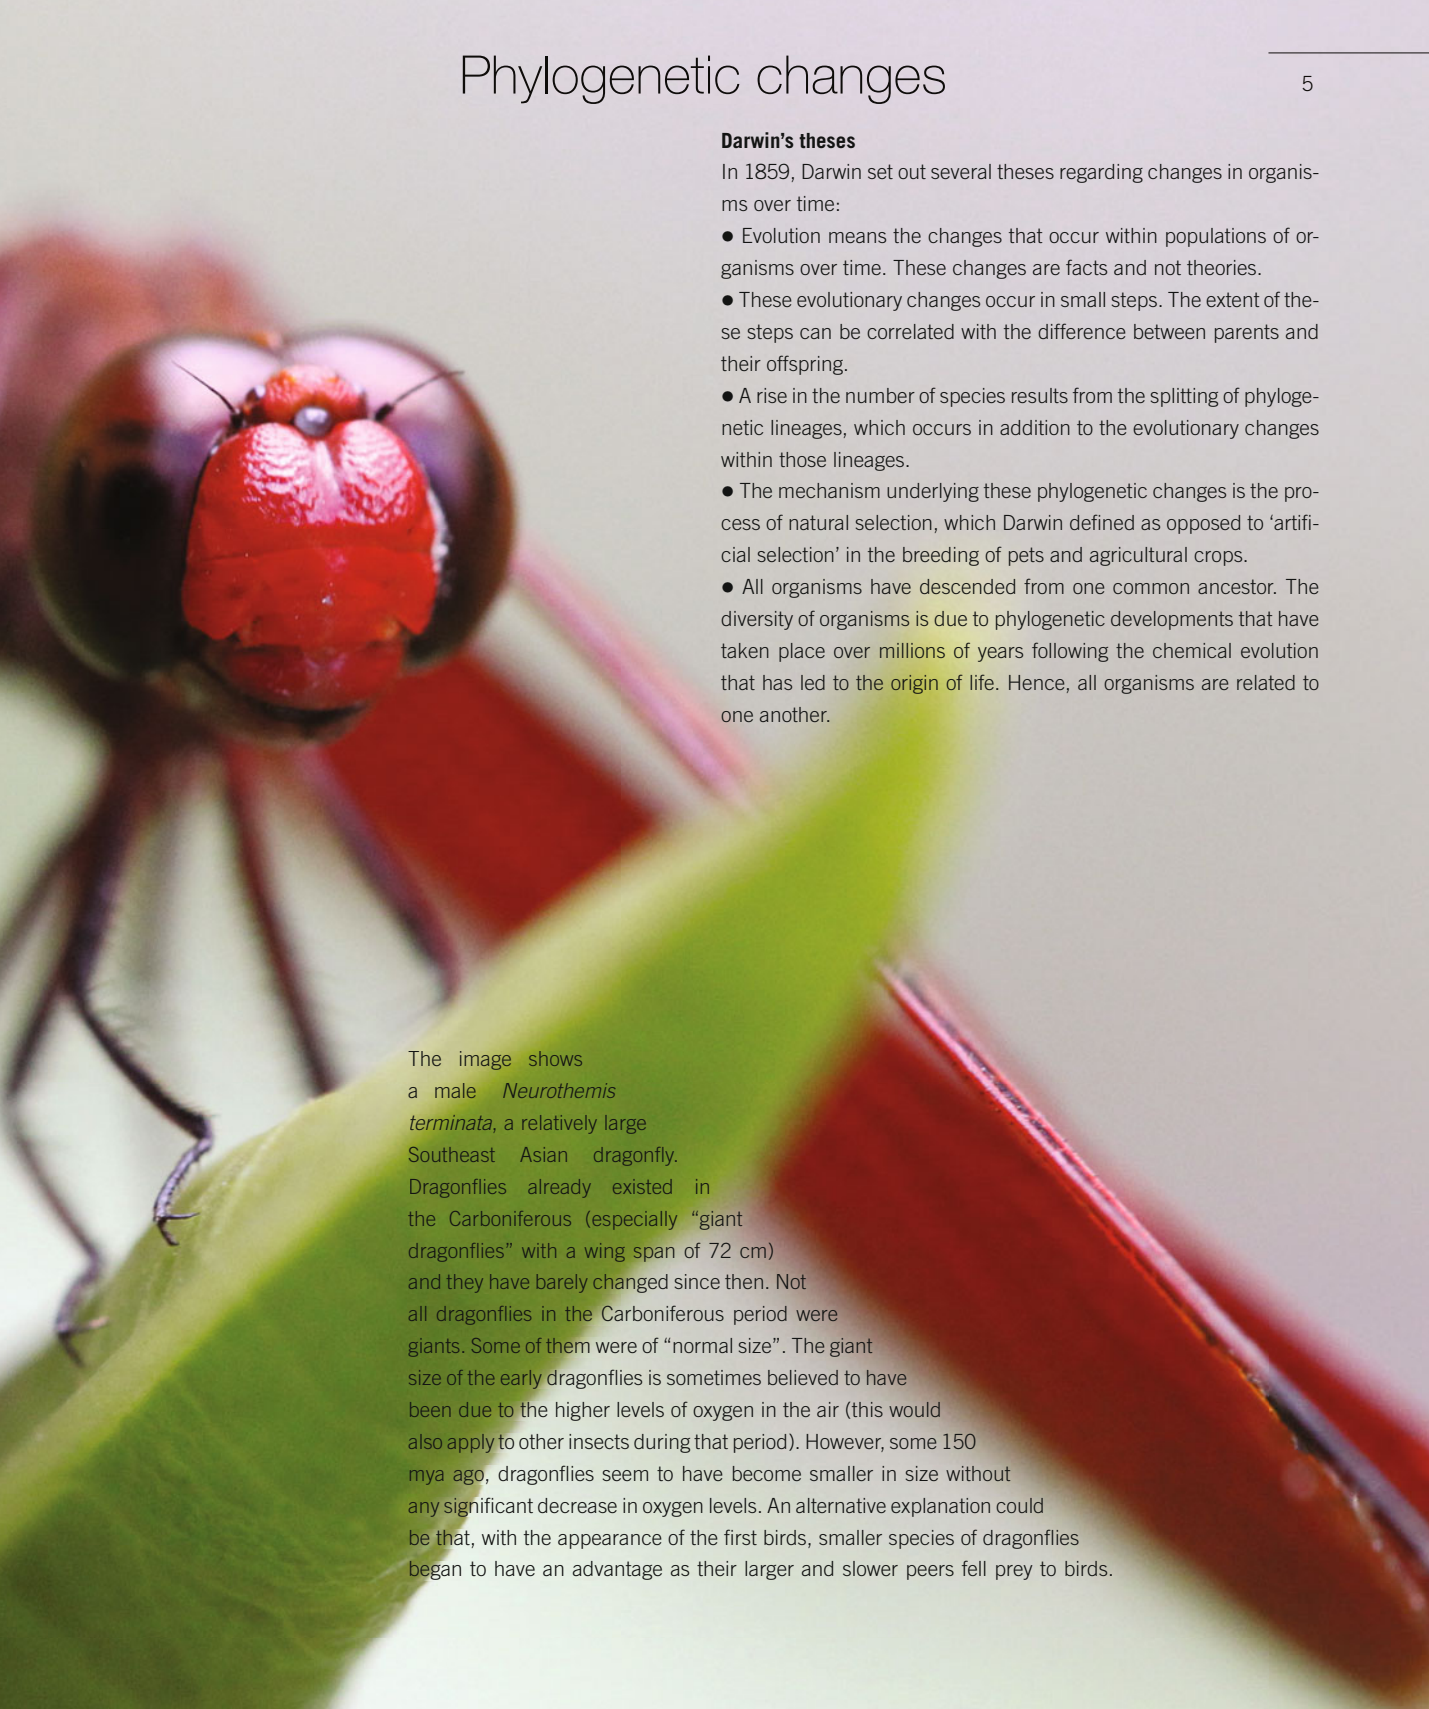 Phylogenetic changes
5
Darwin’s theses
In 1859, Darwin set out several theses regarding changes in organis-
ms over time:
● Evolution means the changes that occur within populations of or-
ganisms over time. These changes are facts and not theories.
● These evolutionary changes occur in small steps. The extent of the-
se steps can be correlated with the difference between parents and
their offspring.
● A rise in the number of species results from the splitting of phyloge-
netic lineages, which occurs in addition to the evolutionary changes
within those lineages.
● The mechanism underlying these phylogenetic changes is the pro-
cess of natural selection, which Darwin defined as opposed to ‘artifi-
cial selection’ in the breeding of pets and agricultural crops.
● All organisms have descended from one common ancestor. The
diversity of organisms is due to phylogenetic developments that have
taken place over millions of years following the chemical evolution
that has led to the origin of life. Hence, all organisms are related to
one another.
The image shows
a male Neurothemis
terminata, a relatively large
Southeast Asian dragonfly.
Dragonflies already existed in
the Carboniferous (especially “giant
dragonflies” with a wing span of 72 cm)
and they have barely changed since then. Not
all dragonflies in the Carboniferous period were
giants. Some of them were of “normal size”. The giant
size of the early dragonflies is sometimes believed to have
been due to the higher levels of oxygen in the air (this would
also apply to other insects during that period). However, some 150
mya ago, dragonflies seem to have become smaller in size without
any significant decrease in oxygen levels. An alternative explanation could
be that, with the appearance of the first birds, smaller species of dragonflies
began to have an advantage as their larger and slower peers fell prey to birds.